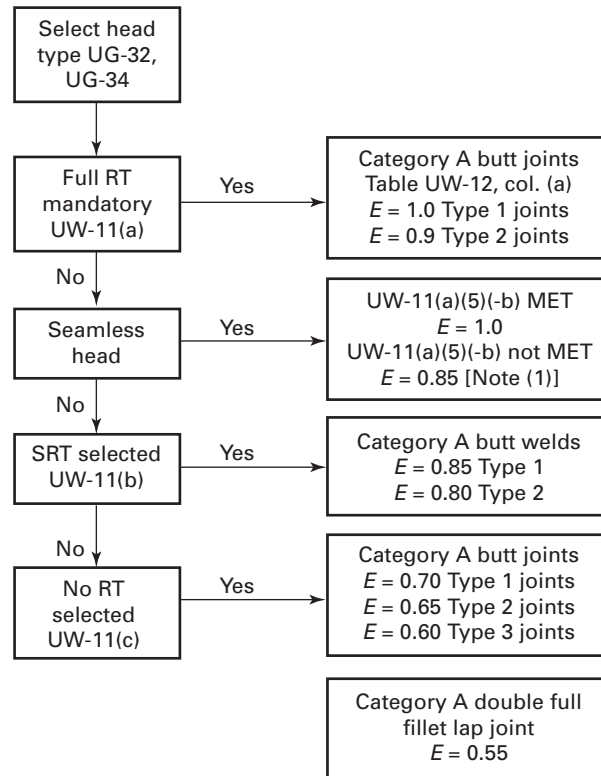 Select head
type UG-32,
UG-34
Full RT
mandatory
UW-11(a)
Yes
Category A butt joints
Table UW-12, col. (a)
E = 1.0 Type 1 joints
E = 0.9 Type 2 joints
No
Seamless
head
Yes
UW-11(a)(5)(-b) MET
E = 1.0
UW-11(a)(5)(-b) not MET
E = 0.85 [Note (1)]
No
SRT selected
UW-11(b)
Yes
Category A butt welds
E = 0.85 Type 1
E = 0.80 Type 2
No
No RT
selected
UW-11(c)
Yes
Category A butt joints
E = 0.70 Type 1 joints
E = 0.65 Type 2 joints
E = 0.60 Type 3 joints
Category A double full
fillet lap joint
E = 0.55